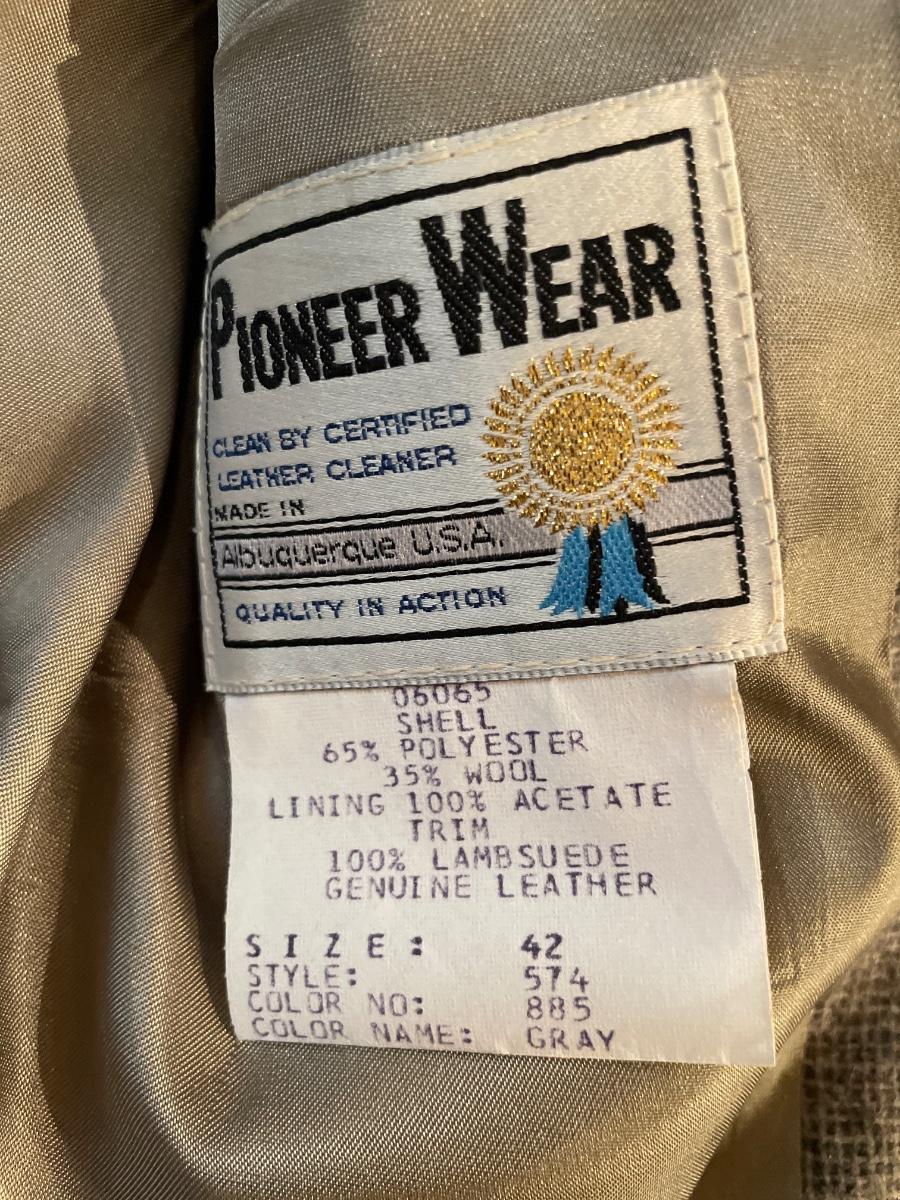 PIONEER WEAR
CLEAN BY CERTIFIED
LEATHER CLEANER
MADE IN
Albuquerque U.S.A.
QUALITY IN ACTION
06065
SHELL
65% POLYESTER
35% WOOL
LINING 100% ACETATE
TRIM
100% LAMBSUEDE
GENUINE LEATHER
SIZE: 42
STYLE: 574
COLOR NO: 885
COLOR NAME: GRAY